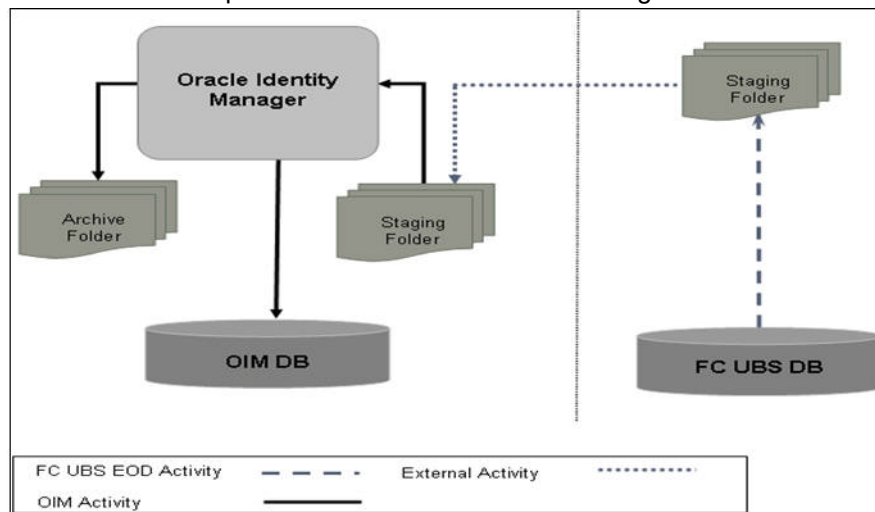 Oracle Identity
Manager
Staging
Folder
Archive
Folder
Staging
Folder
OIM DB
FC UBS DB
FC UBS EOD Activity
External Activity
OIM Activity